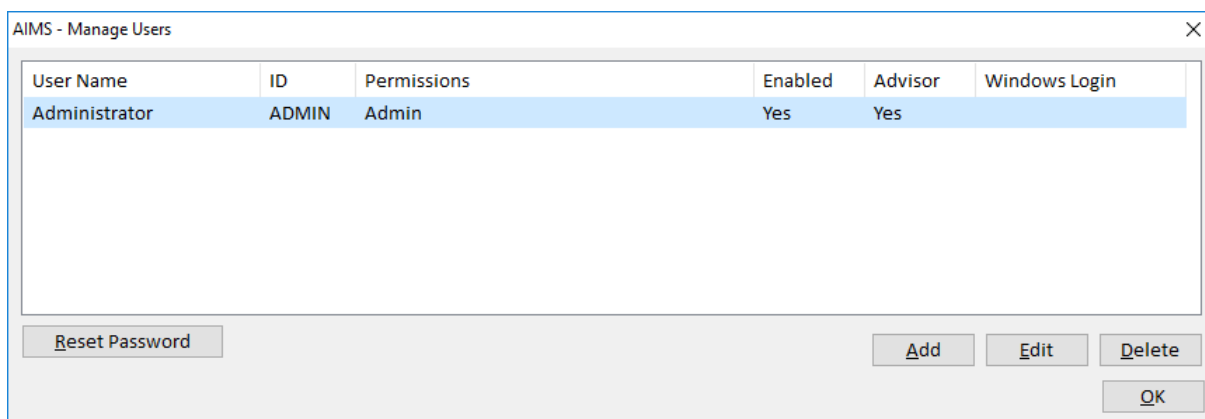 AIMS - Manage Users
User Name ID Permissions Enabled Advisor Windows Login
Administrator ADMIN Admin Yes Yes
Reset Password
Add Edit Delete
OK